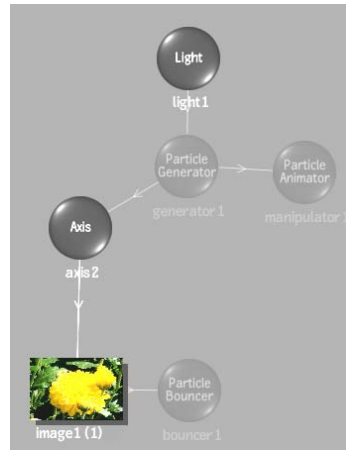 Light
light1
Particle
Generator
generator1
Particle
Animator
manipulator1
Axis
axis2
image1 (1)
Particle
Bouncer
bouncer1